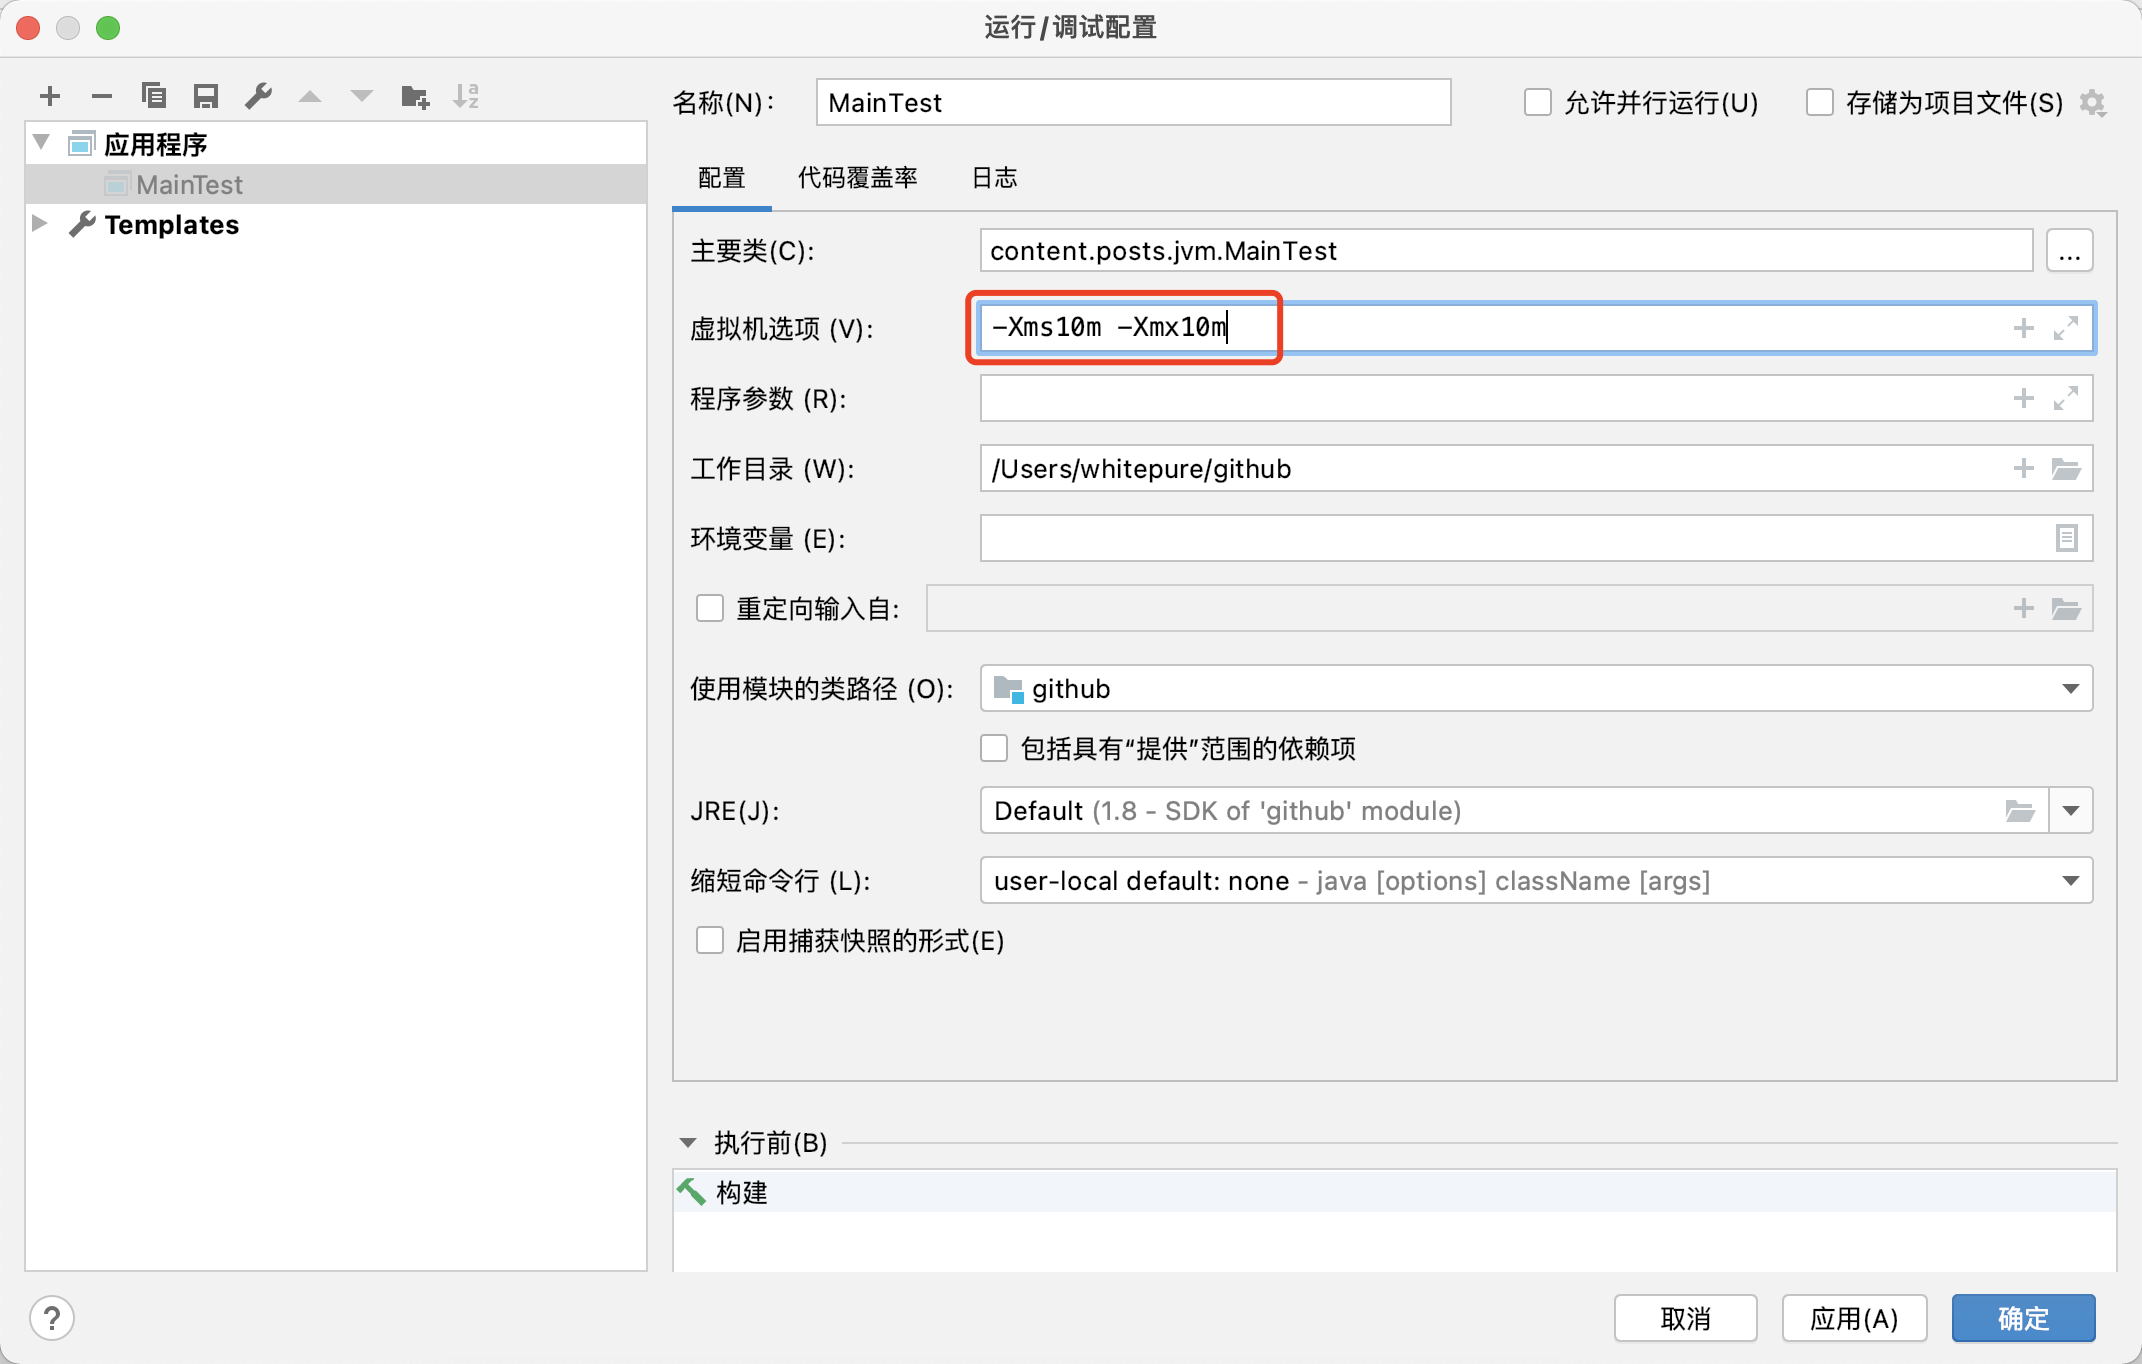 运行/调试配置
名称(N):
MainTest
允许并行运行(U)
存储为项目文件(S)
应用程序
MainTest
Templates
配置
代码覆盖率
日志
主要类(C):
content.posts.jvm.MainTest
...
虚拟机选项 (V):
-Xms10m -Xmx10m
程序参数 (R):
工作目录 (W):
/Users/whitepure/github
环境变量 (E):
重定向输入自:
使用模块的类路径 (O):
github
包括具有“提供”范围的依赖项
JRE(J):
Default (1.8 - SDK of 'github' module)
缩短命令行 (L):
user-local default: none - java [options] className [args]
启用捕获快照的形式(E)
执行前(B)
构建
?
取消
应用(A)
确定